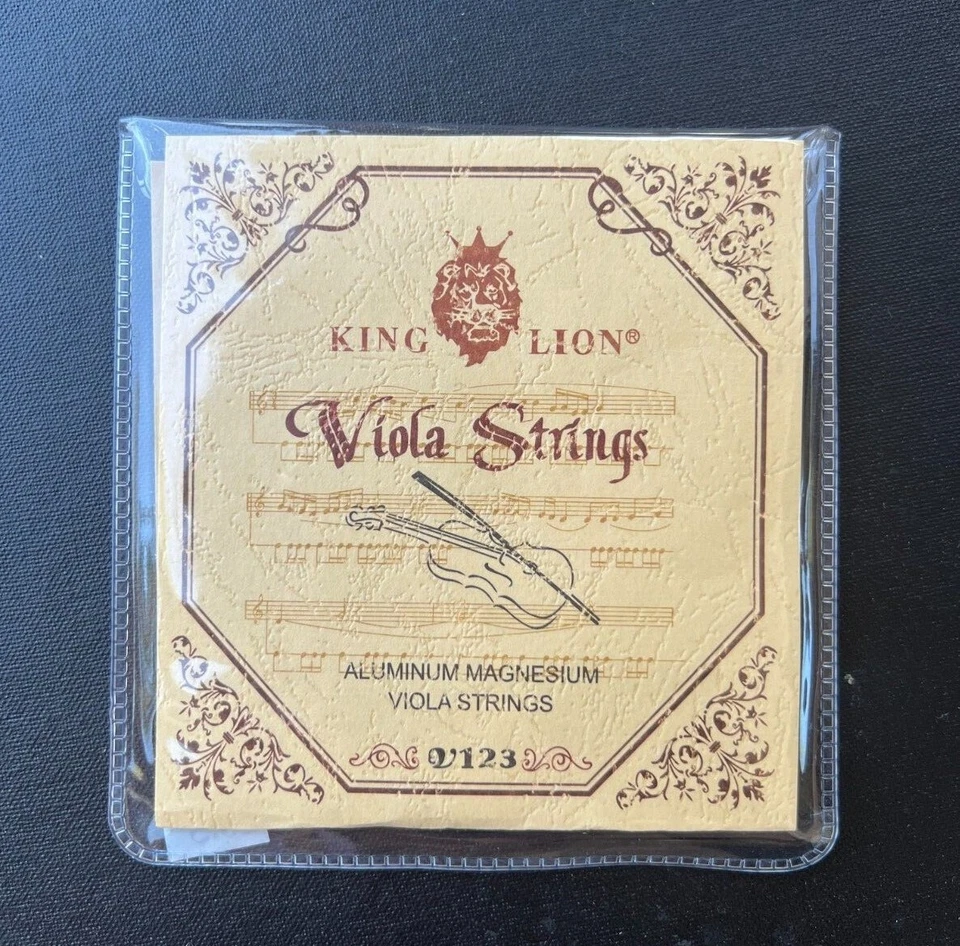 KING LION®
Viola Strings
ALUMINUM MAGNESIUM
VIOLA STRINGS
V123